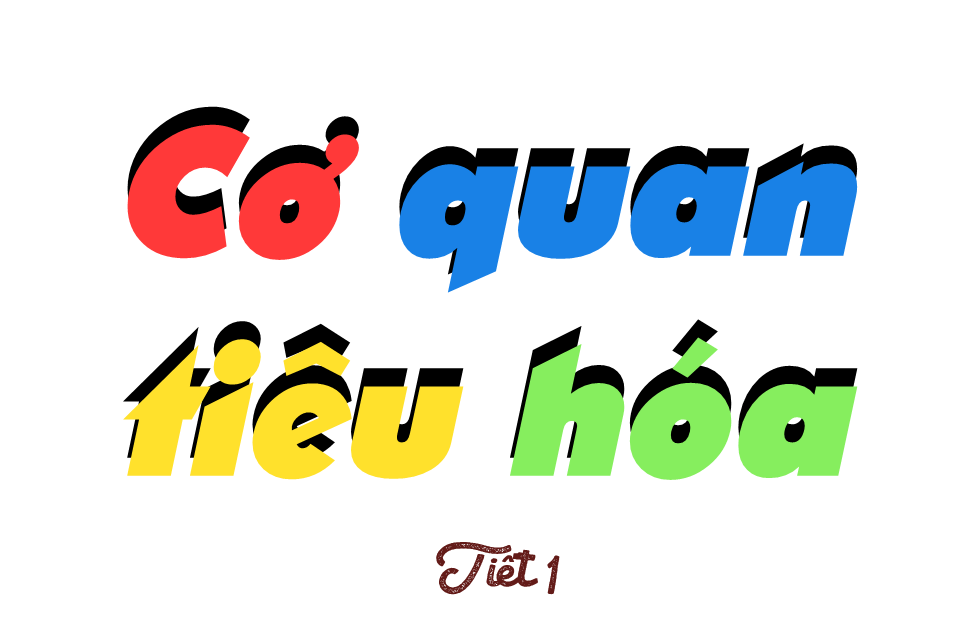 Cơ quan
tiêu hóa
Tiết 1